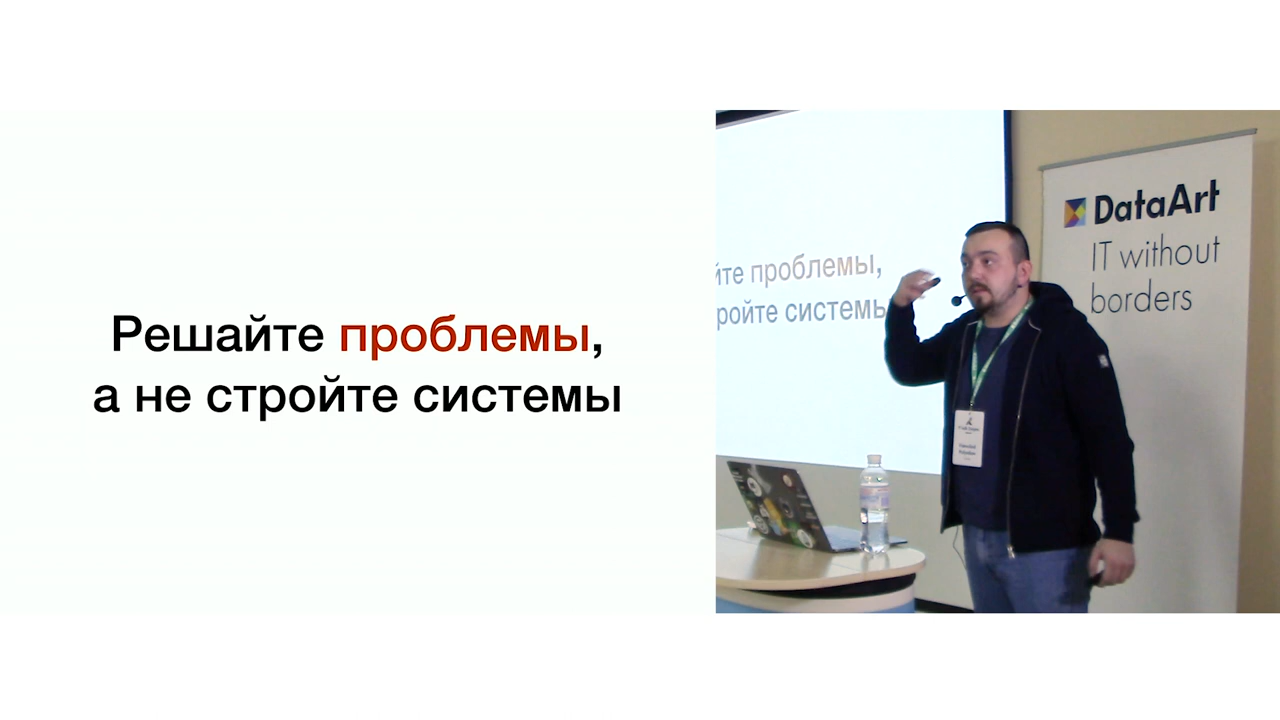 Решайте проблемы,
а не стройте системы
йте проблемы,
ройте системы
DataArt
IT without
borders